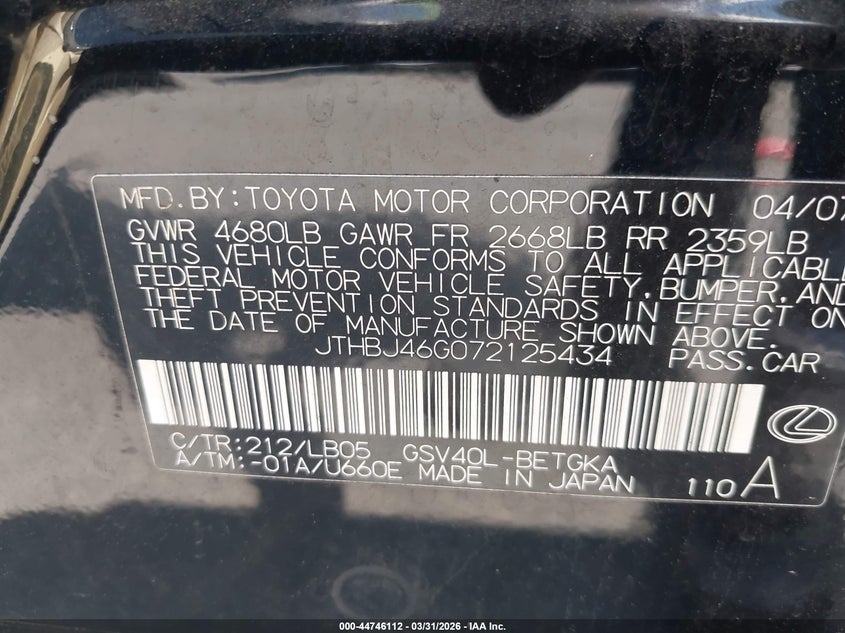 MFD.BY:TOYOTA MOTOR CORPORATION 04/07
GVWR 4680LB GAWR FR 2668LB RR 2359LB
THIS VEHICLE CONFORMS TO ALL APPLICABLE
FEDERAL MOTOR VEHICLE SAFETY,BUMPER,AND
THEFT PREVENTION STANDARDS IN EFFECT ON
THE DATE OF MANUFACTURE SHOWN ABOVE.
JTHBJ46G072125434 PASS.CAR
C/TR:212/LB05 GSV40L-BETGKA
A/TM:-01A/U660E MADE IN JAPAN 110A
000-44746112 — 03/31/2026 — IAA Inc.